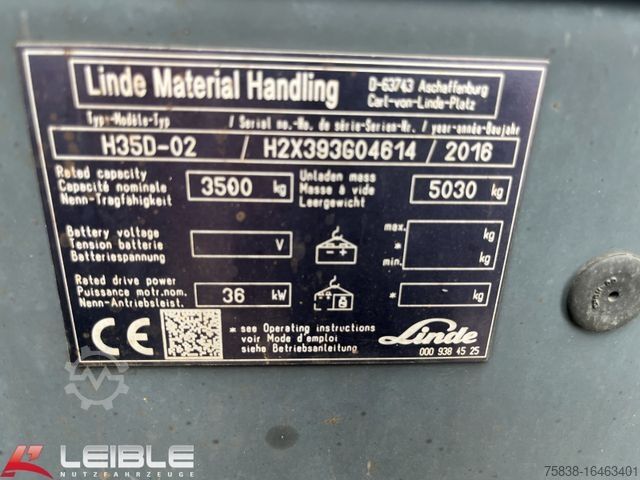 Linde Material Handling
D-63743 Aschaffenburg
Carl-von-Linde-Platz
Type-Modèle-Typ / Serial no.-No. de série-Serien-Nr. / year-année-Baujahr
H35D-02 / H2X393G04614 / 2016
Rated capacity
Capacité nominale
Nenn-Tragfähigkeit
3500 kg
Unladen mass
Masse à vide
Leergewicht
5030 kg
Battery voltage
Tension batterie
Batteriespannung
V
max.
*
min.
kg
kg
Rated drive power
Puissance motr.nom.
Nenn-Antriebsleist.
36 kW
* kg
CE
* see Operating instructions
voir Mode d'emploi
siehe Betriebsanleitung
Linde
000 938 45 25
LEIBLE
NUTZFAHRZEUGE
75838-16463401